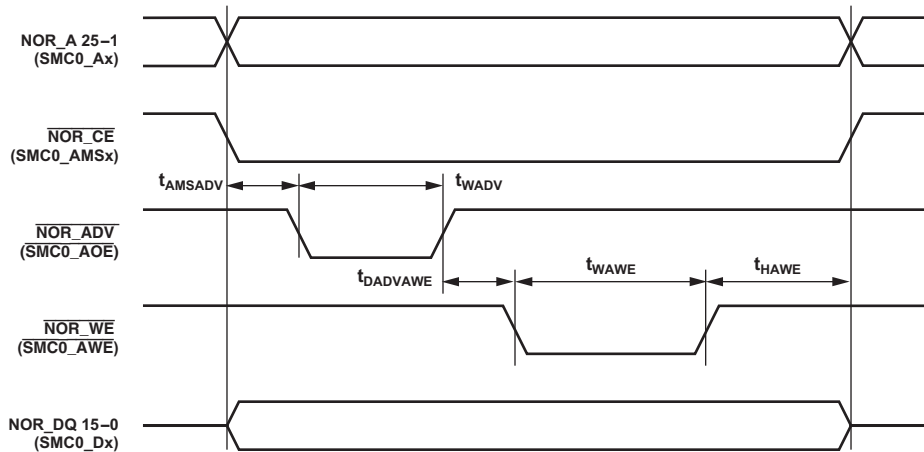 NOR_A 25–1
(SMC0_Ax)
NOR_CE
(SMC0_AMSx)
tAMSADV
tWADV
NOR_ADV
(SMC0_AOE)
tDADVAWE
tWAWE
tHAWE
NOR_WE
(SMC0_AWE)
NOR_DQ 15–0
(SMC0_Dx)